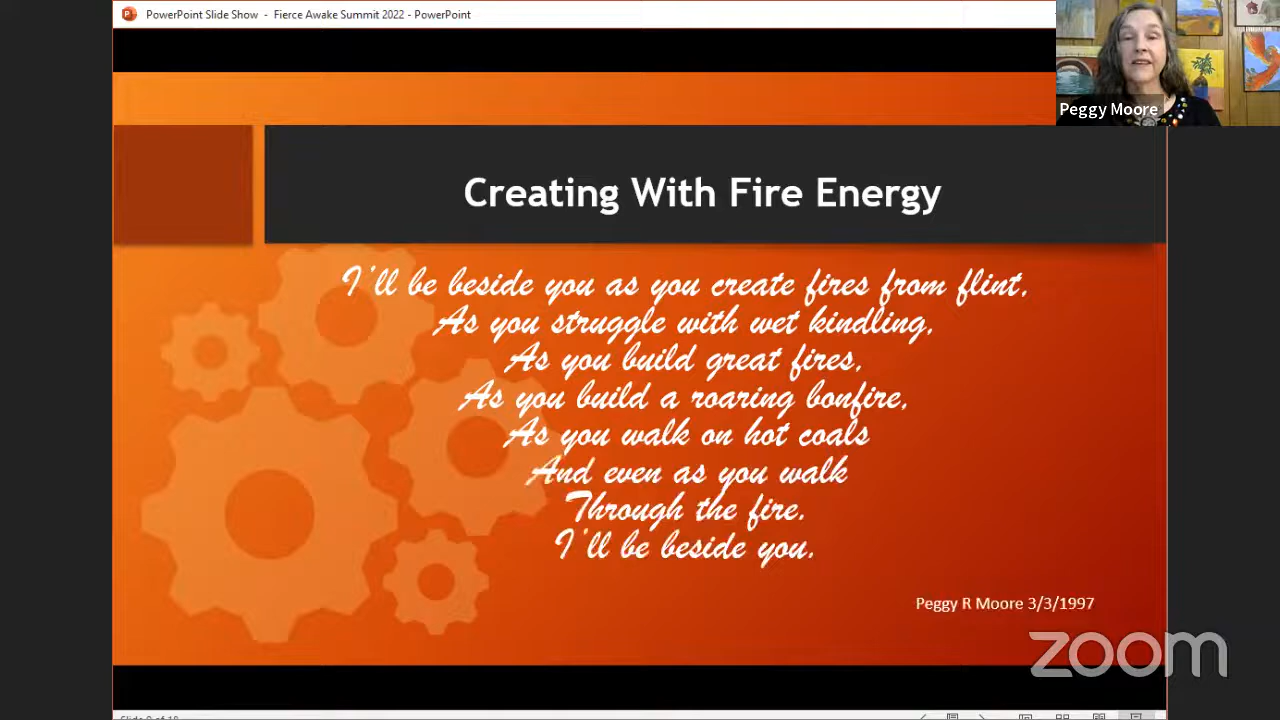 PowerPoint Slide Show - Fierce Awake Summit 2022 - PowerPoint
Peggy Moore
Creating With Fire Energy
I'll be beside you as you create fires from flint,
As you struggle with wet kindling,
As you build great fires,
As you build a roaring bonfire,
As you walk on hot coals
And even as you walk
Through the fire.
I'll be beside you.
Peggy R Moore 3/3/1997
zoom